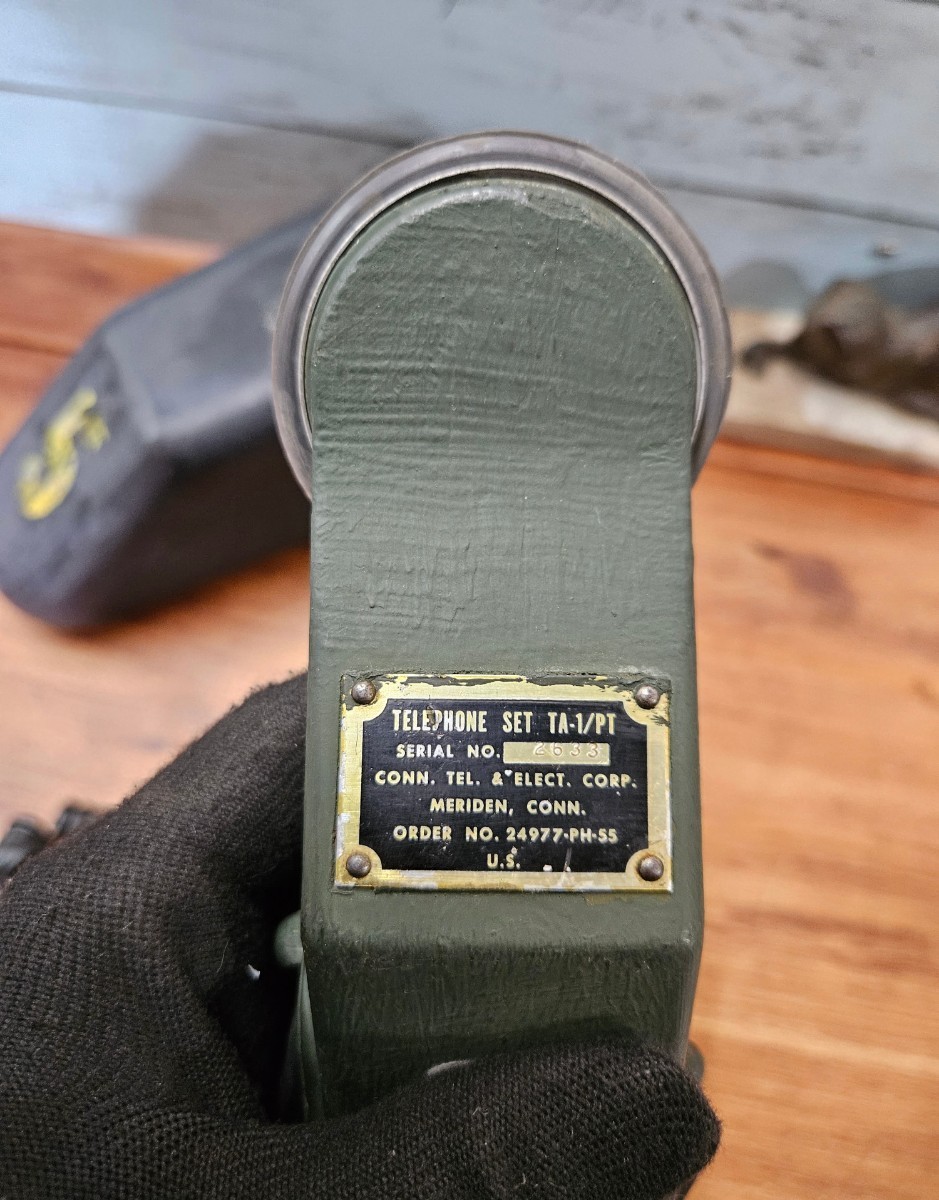 TELEPHONE SET TA-1/PT
SERIAL NO. 2633
CONN. TEL. & ELECT. CORP.
MERIDEN, CONN.
ORDER NO. 24977-PH-55
U.S.